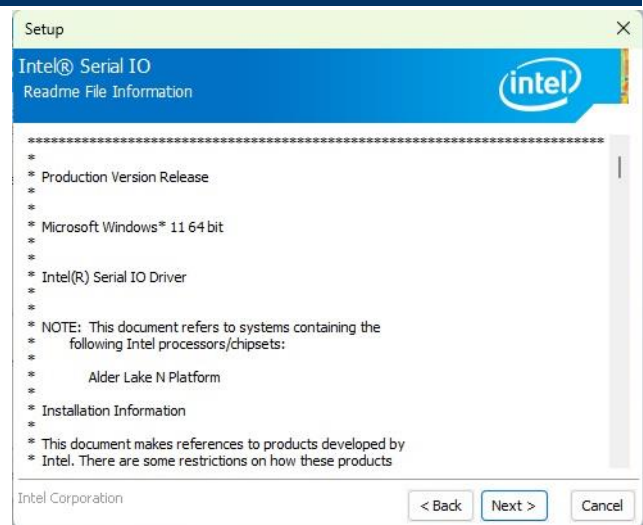 Setup
Intel® Serial IO
Readme File Information
intel
******************************************************************************
*
* Production Version Release
*
*
* Microsoft Windows* 11 64 bit
*
*
* Intel(R) Serial IO Driver
*
*
* NOTE: This document refers to systems containing the
* following Intel processors/chipsets:
*
* Alder Lake N Platform
*
* Installation Information
*
* This document makes references to products developed by
* Intel. There are some restrictions on how these products
Intel Corporation
< Back Next > Cancel